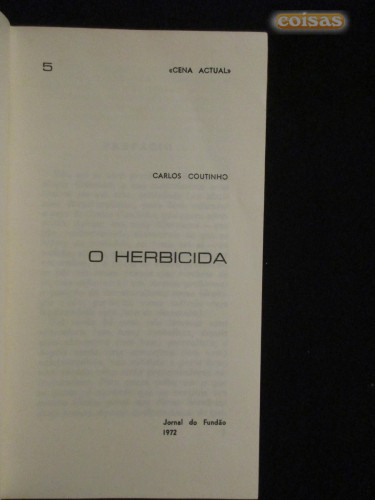 coisas
5 «CENA ACTUAL»
CARLOS COUTINHO
O HERBICIDA
Jornal do Fundão
1972